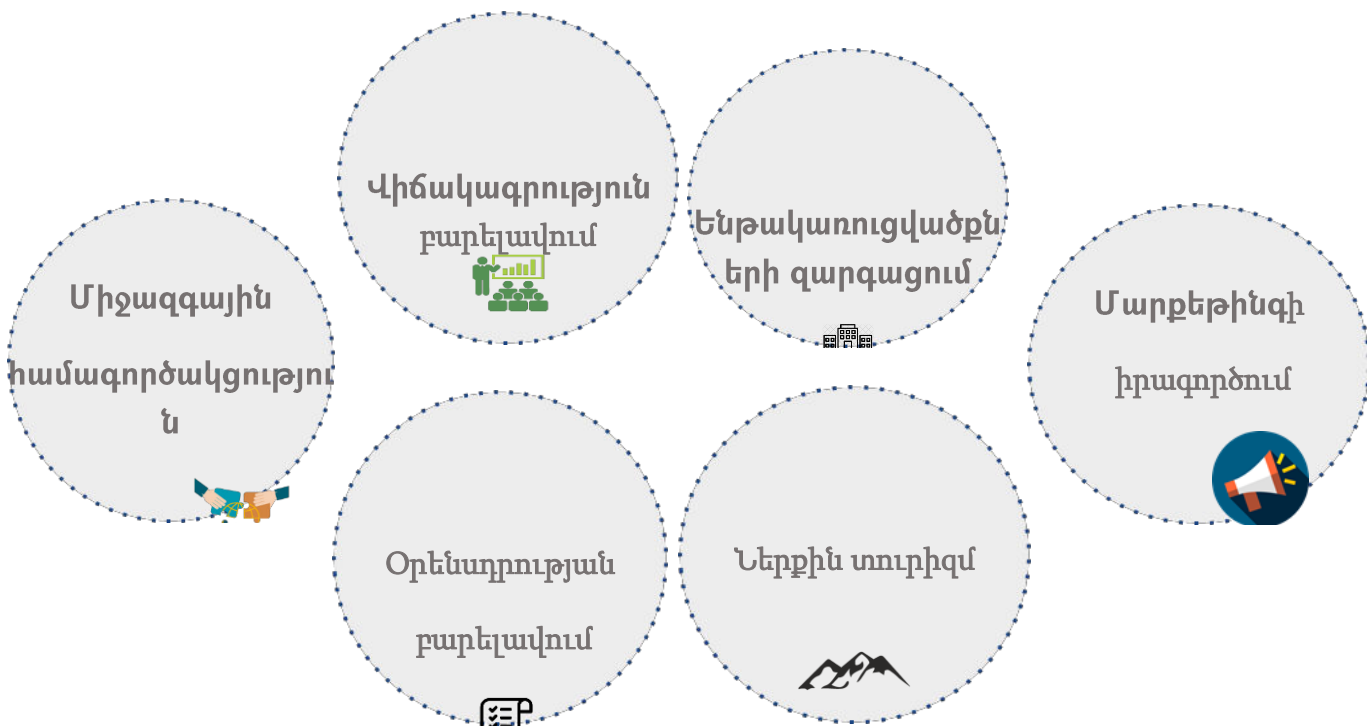 Միջազգային
համագործակցությու
ն
Վիճակագրություն
բարելավում
Ենթակառուցվածքն
երի զարգացում
Մարքեթինգի
իրագործում
Օրենսդրության
բարելավում
Ներքին տուրիզմ